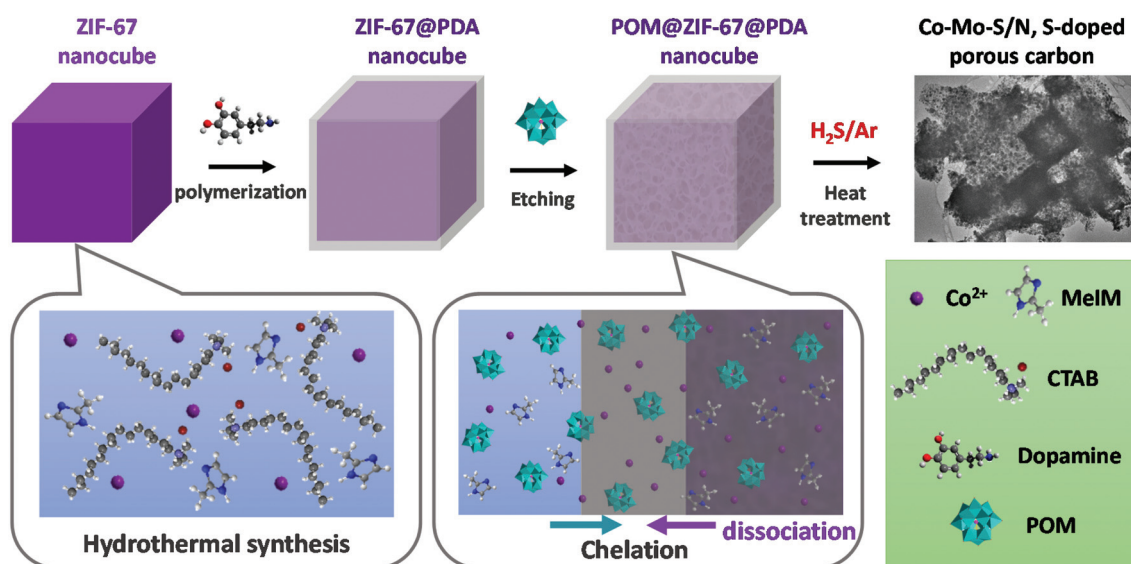 ZIF-67
nanocube
ZIF-67@PDA
nanocube
POM@ZIF-67@PDA
nanocube
Co-Mo-S/N, S-doped
porous carbon
polymerization
Etching
H₂S/Ar
Heat
treatment
Hydrothermal synthesis
Chelation
dissociation
Co²⁺
MeIM
CTAB
Dopamine
POM